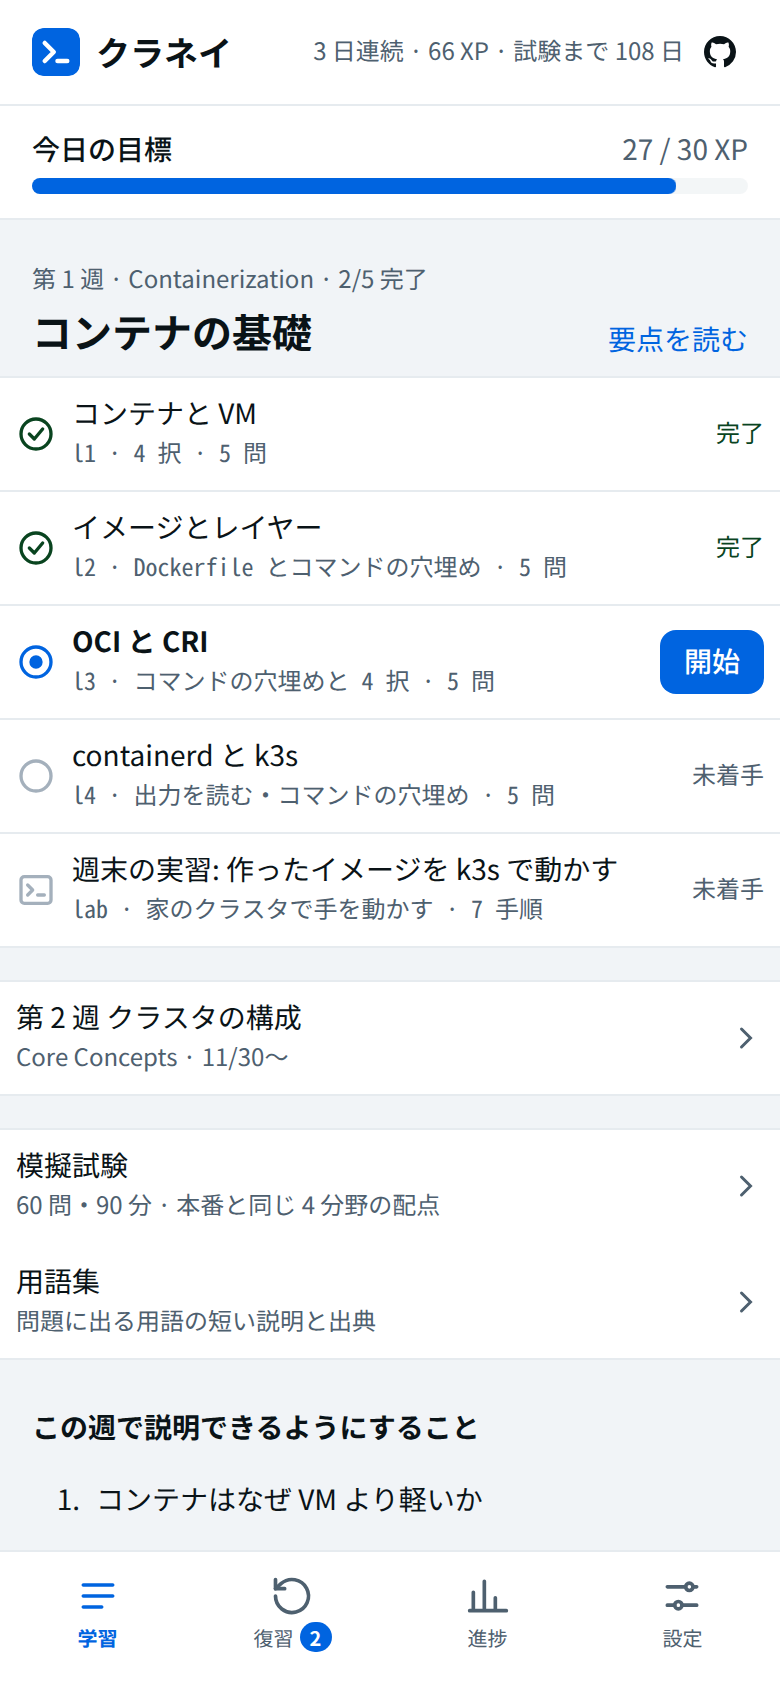 クラネイ
3 日連続 · 66 XP · 試験まで 108 日
今日の目標
27 / 30 XP
第 1 週 · Containerization · 2/5 完了
コンテナの基礎
要点を読む
コンテナと VM
l1 · 4 択 · 5 問
完了
イメージとレイヤー
l2 · Dockerfile とコマンドの穴埋め · 5 問
完了
OCI と CRI
l3 · コマンドの穴埋めと 4 択 · 5 問
開始
containerd と k3s
l4 · 出力を読む・コマンドの穴埋め · 5 問
未着手
週末の実習: 作ったイメージを k3s で動かす
lab · 家のクラスタで手を動かす · 7 手順
未着手
第 2 週 クラスタの構成
Core Concepts · 11/30〜
模擬試験
60 問・90 分 · 本番と同じ 4 分野の配点
用語集
問題に出る用語の短い説明と出典
この週で説明できるようにすること
1. コンテナはなぜ VM より軽いか
学習
復習 2
進捗
設定